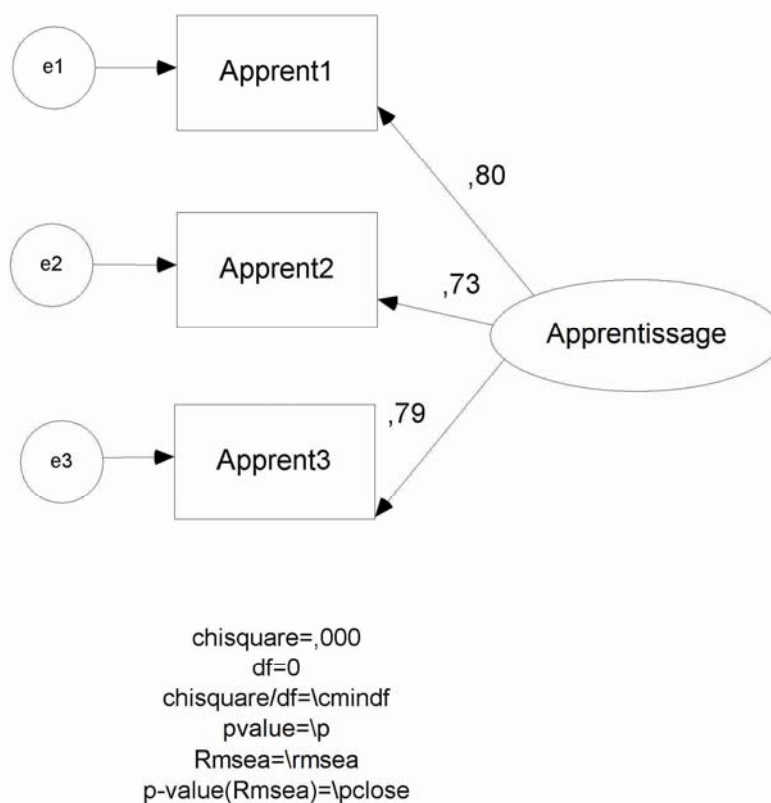 e1
Apprent1
,80
e2
Apprent2
,73
Apprentissage
,79
e3
Apprent3
chisquare=,000
df=0
chisquare/df=\cmindf
pvalue=\p
Rmsea=\rmsea
p-value(Rmsea)=\pclose